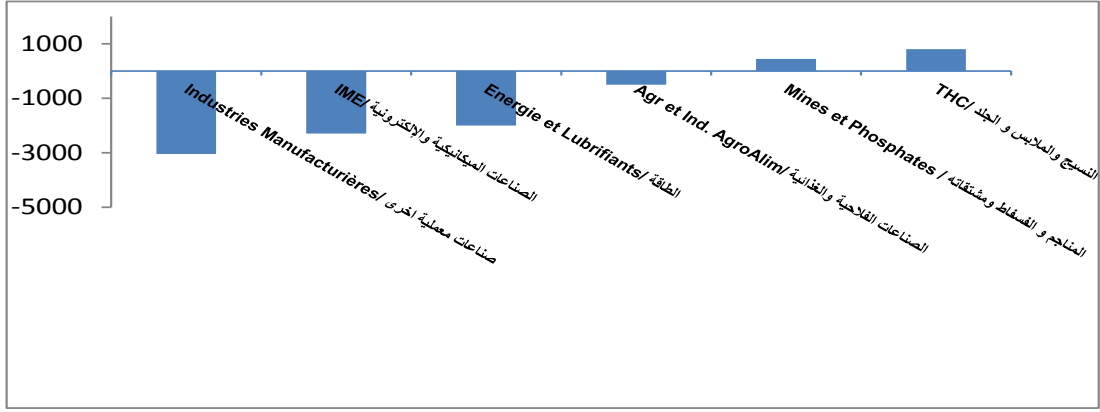 1000
-1000
-3000
-5000
Industries Manufacturières/ صناعات معملية اخرى
IME/ الصناعات الميكانيكية والإلكترونية
Energie et Lubrifiants/ الطاقة
Agr et Ind. AgroAlim/ الصناعات الفلاحية والغذائية
Mines et Phosphates / المناجم و الفسفاط ومشتقاته
THC/ النسيج والملابس و الجلد